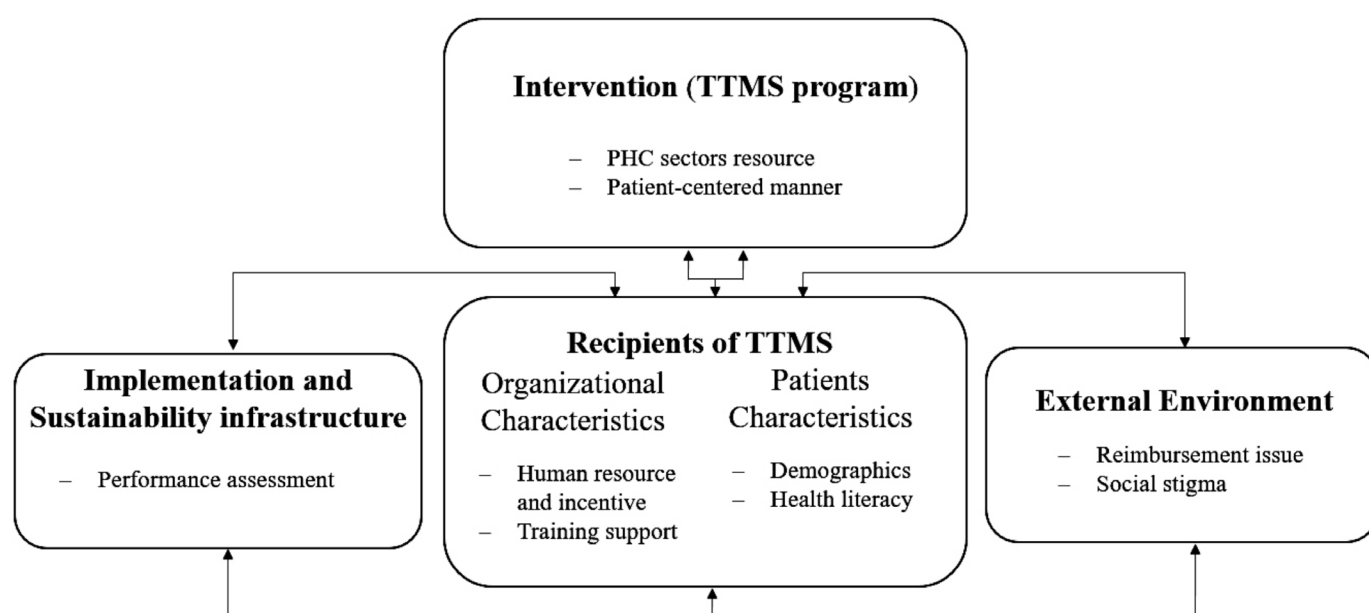 Intervention (TTMS program)
– PHC sectors resource
– Patient-centered manner
Implementation and
Sustainability infrastructure
– Performance assessment
Recipients of TTMS
Organizational
Characteristics
– Human resource
and incentive
– Training support
Patients
Characteristics
– Demographics
– Health literacy
External Environment
– Reimbursement issue
– Social stigma